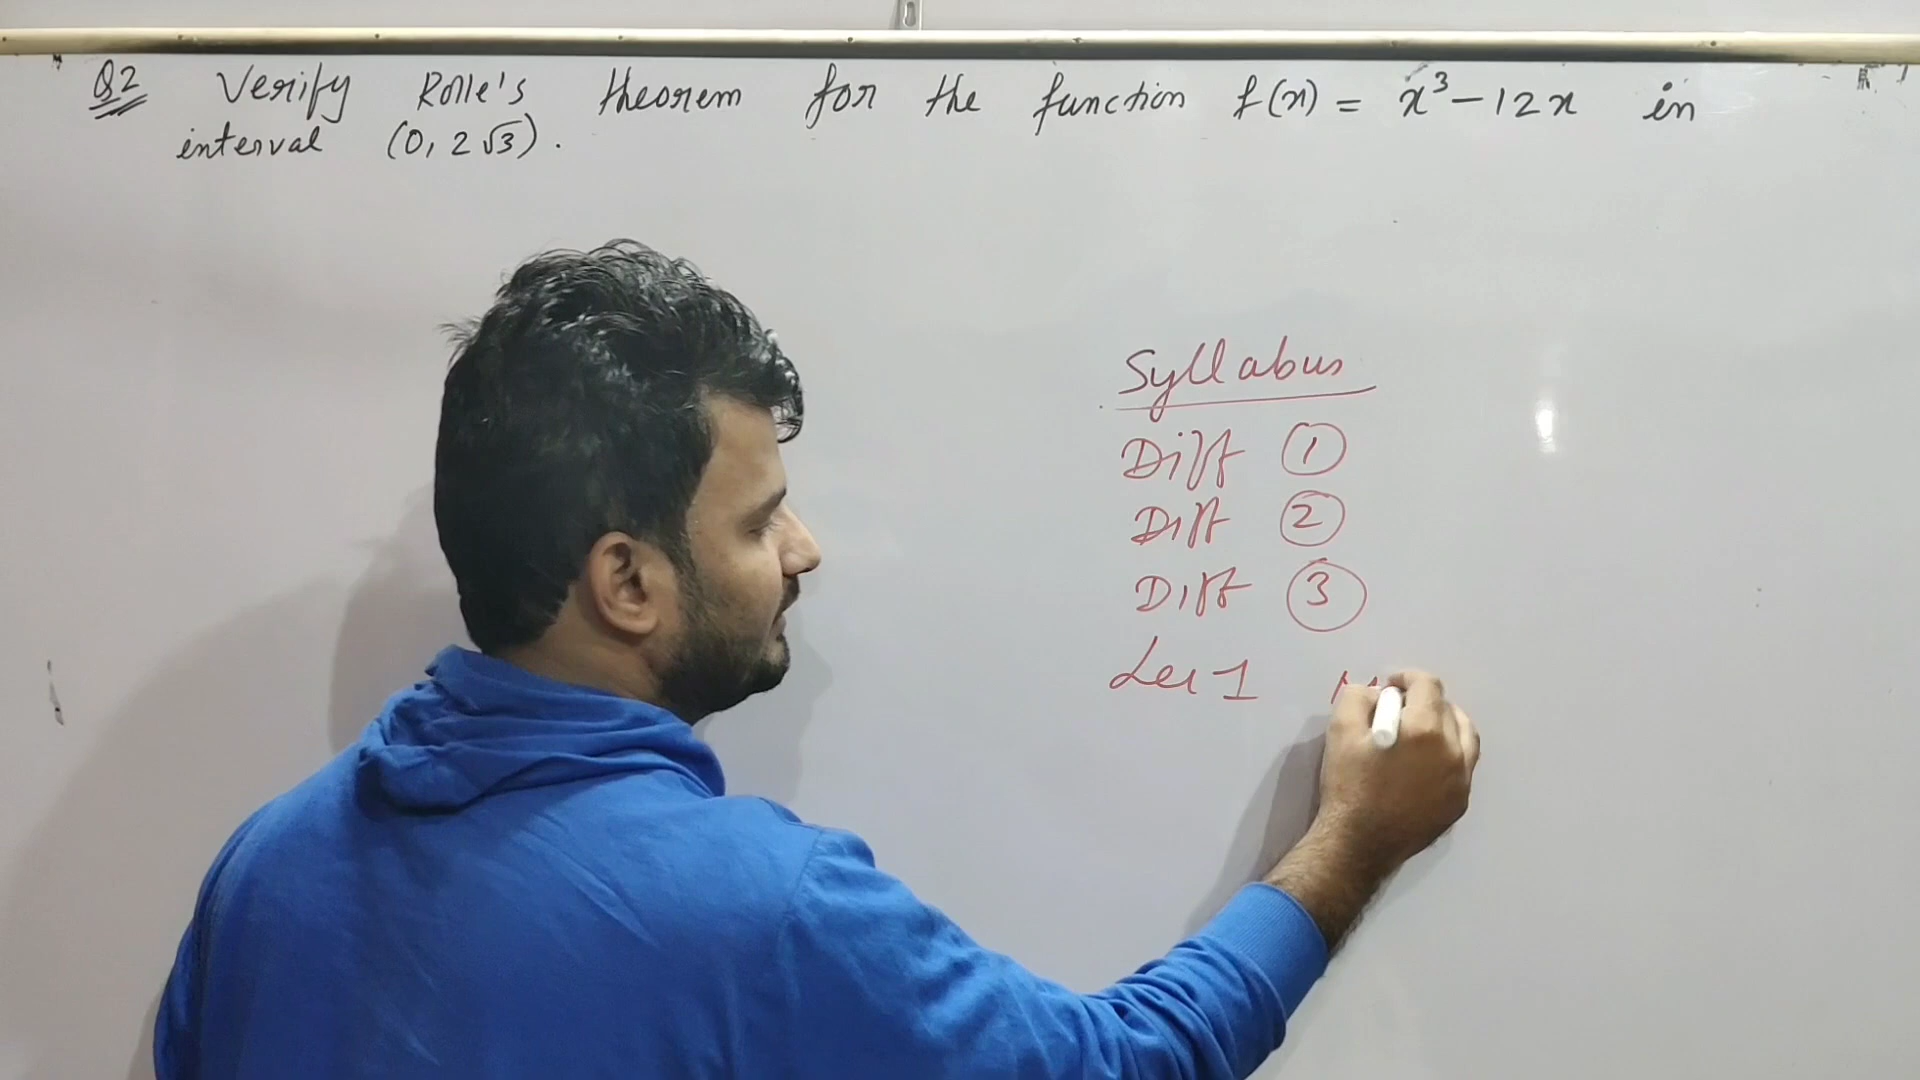 Q2 Verify Rolle's theorem for the function f(x) = x³ - 12x in
interval (0, 2√3).
Syllabus
Diff ①
Diff ②
Diff ③
Lec 1